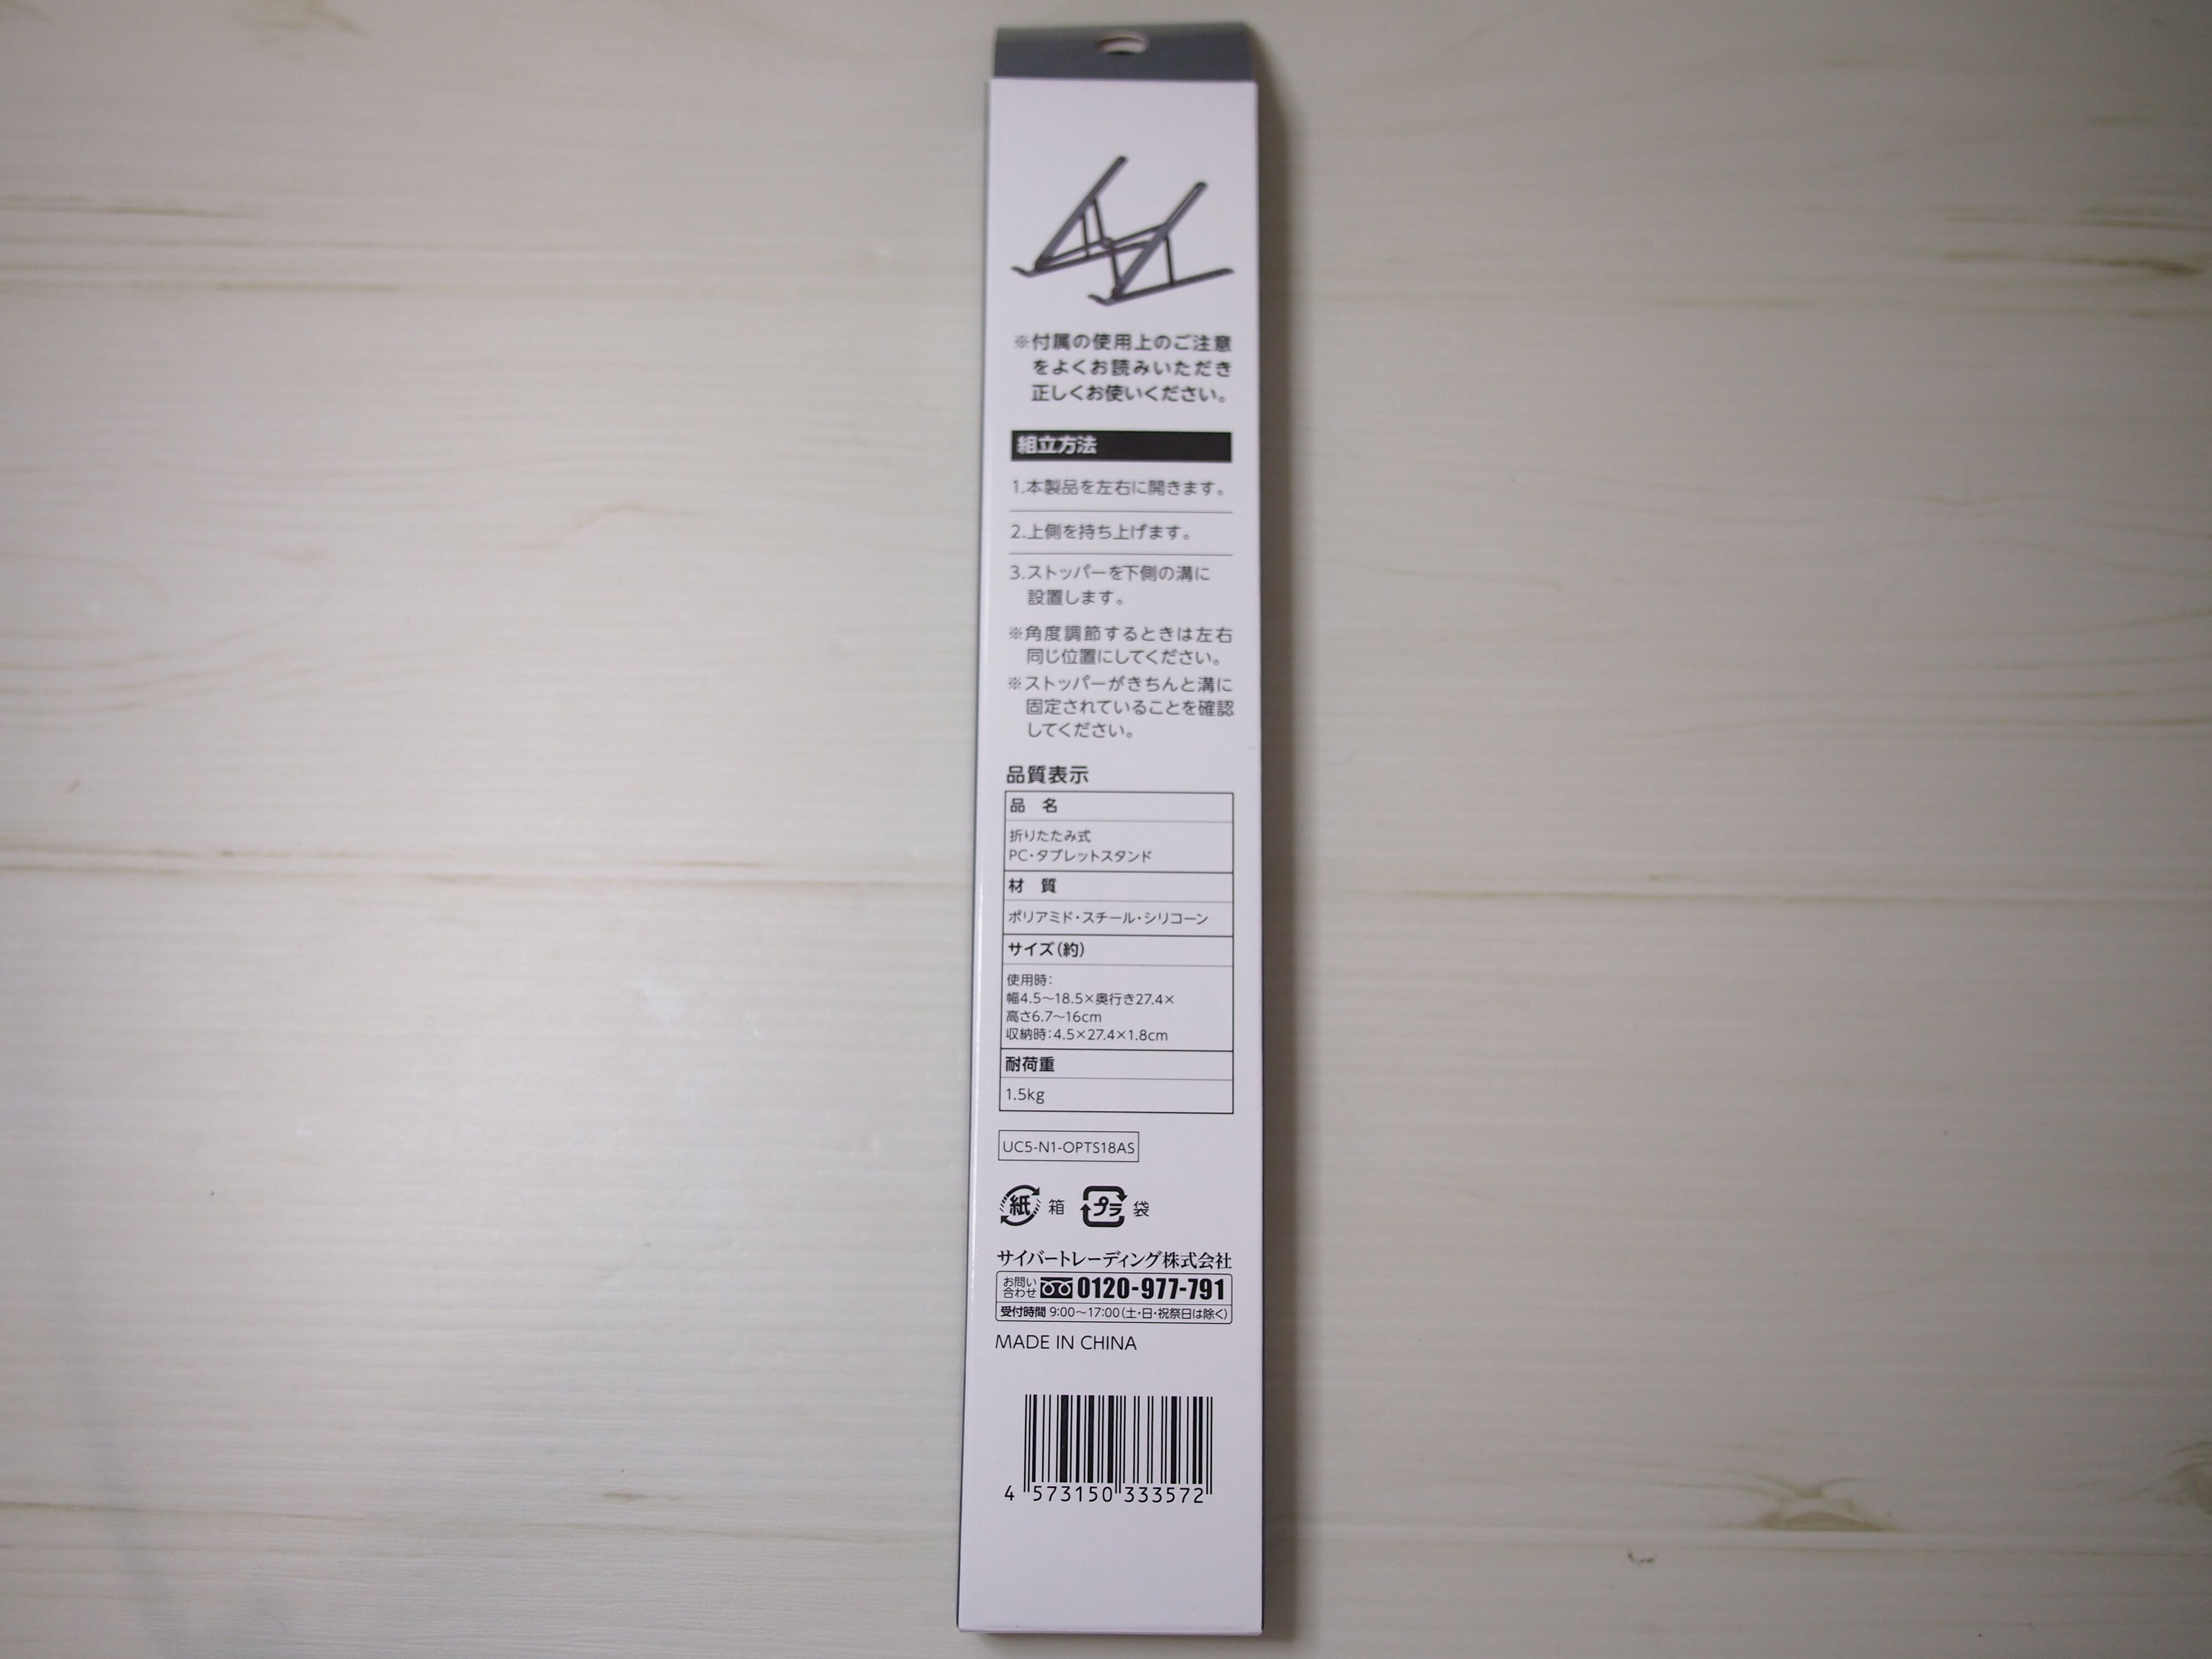 ※付属の使用上のご注意
をよくお読みいただき
正しくお使いください。
組立方法
1.本製品を左右に開きます。
2.上側を持ち上げます。
3.ストッパーを下側の溝に
設置します。
※角度調節するときは左右
同じ位置にしてください。
※ストッパーがきちんと溝に
固定されていることを確認
してください。
品質表示
品 名
折りたたみ式
PC・タブレットスタンド
材 質
ポリアミド・スチール・シリコーン
サイズ(約)
使用時:
幅4.5〜18.5×奥行き27.4×
高さ6.7〜16cm
収納時:4.5×27.4×1.8cm
耐荷重
1.5kg
UC5-N1-OPTS18AS
紙 箱 プラ 袋
サイバートレーディング株式会社
お問い合わせ 0120-977-791
受付時間 9:00〜17:00(土・日・祝祭日は除く)
MADE IN CHINA
4 573150 333572